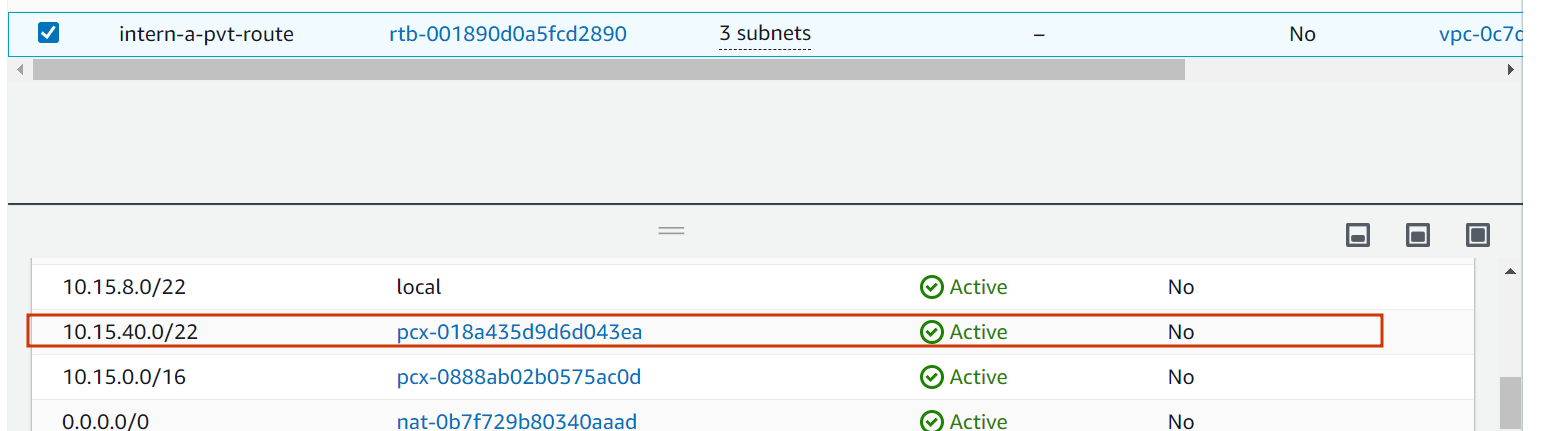 intern-a-pvt-route rtb-001890d0a5fcd2890 3 subnets – No vpc-0c7d
10.15.8.0/22 local Active No
10.15.40.0/22 pcx-018a435d9d6d043ea Active No
10.15.0.0/16 pcx-0888ab02b0575ac0d Active No
0.0.0.0/0 nat-0b7f729b80340aaad Active No